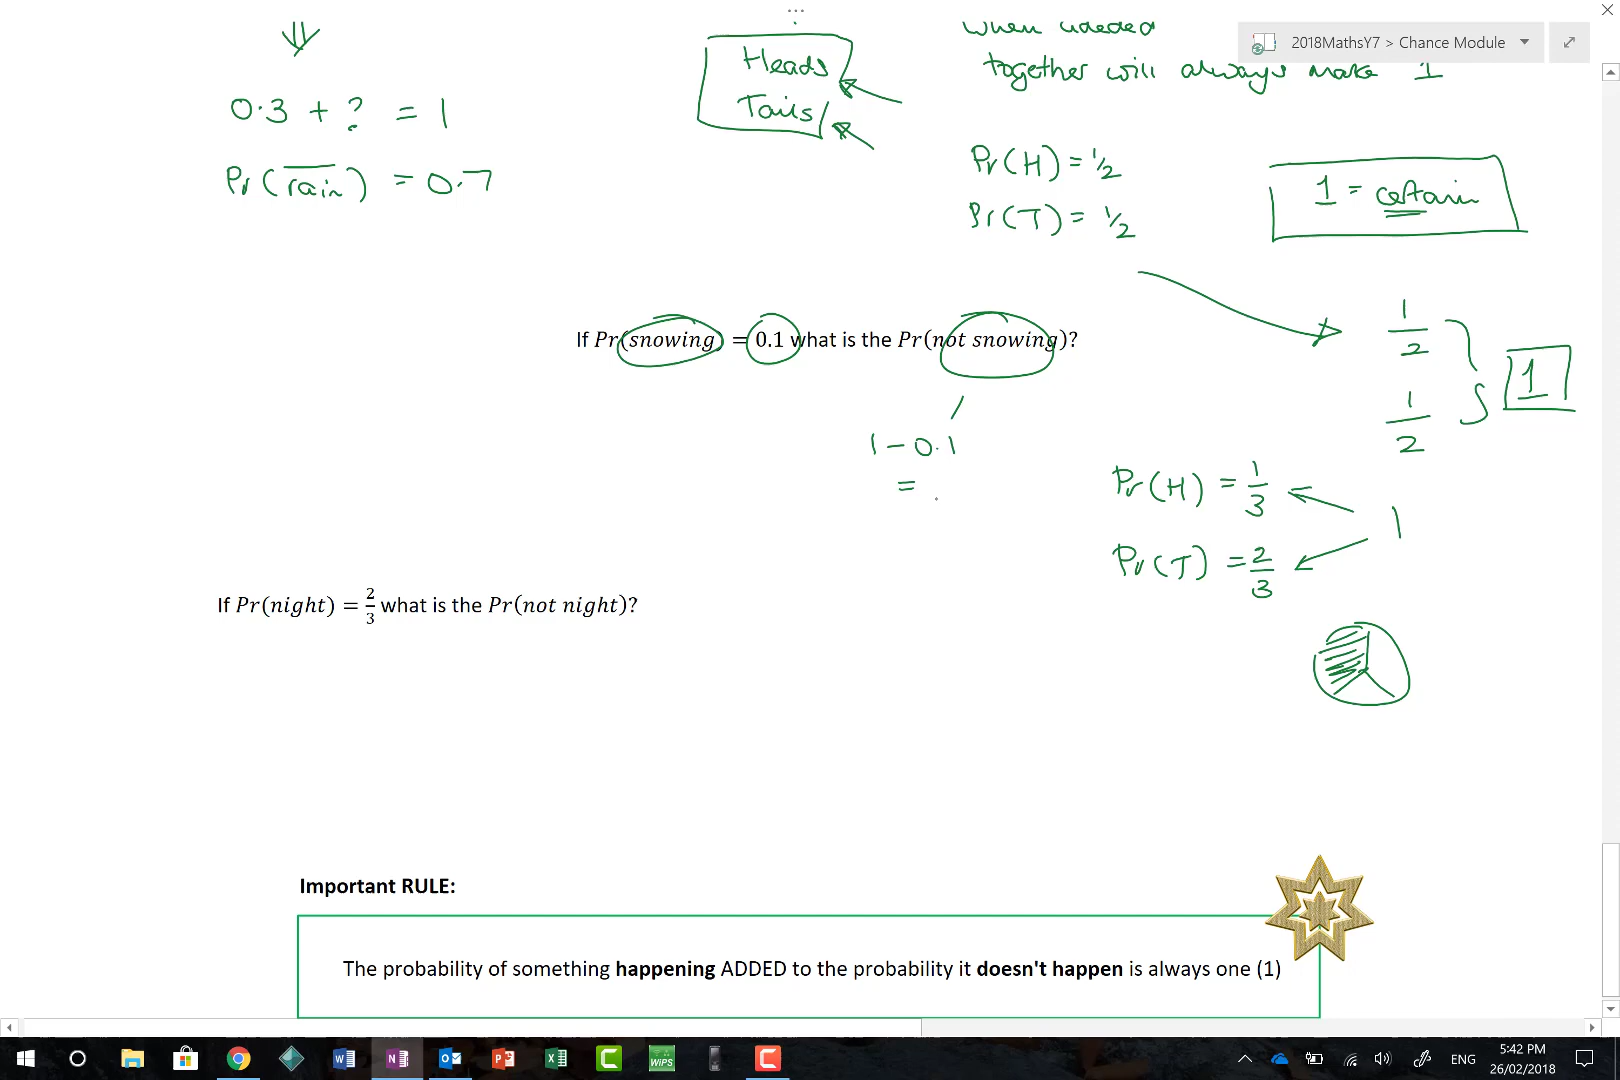 when added
together will always make 1
2018MathsY7 > Chance Module
Heads
Tails
0.3 + ? = 1
Pr(rain) = 0.7
Pr(H) = 1/2
Pr(T) = 1/2
1 = certain
If Pr(snowing) = 0.1 what is the Pr(not snowing)?
1 - 0.1
=
1/2
1/2
1
Pr(H) = 1/3
Pr(T) = 2/3
1
If Pr(night) = 2/3 what is the Pr(not night)?
Important RULE:
The probability of something happening ADDED to the probability it doesn't happen is always one (1)
WiPS
ENG
5:42 PM
26/02/2018